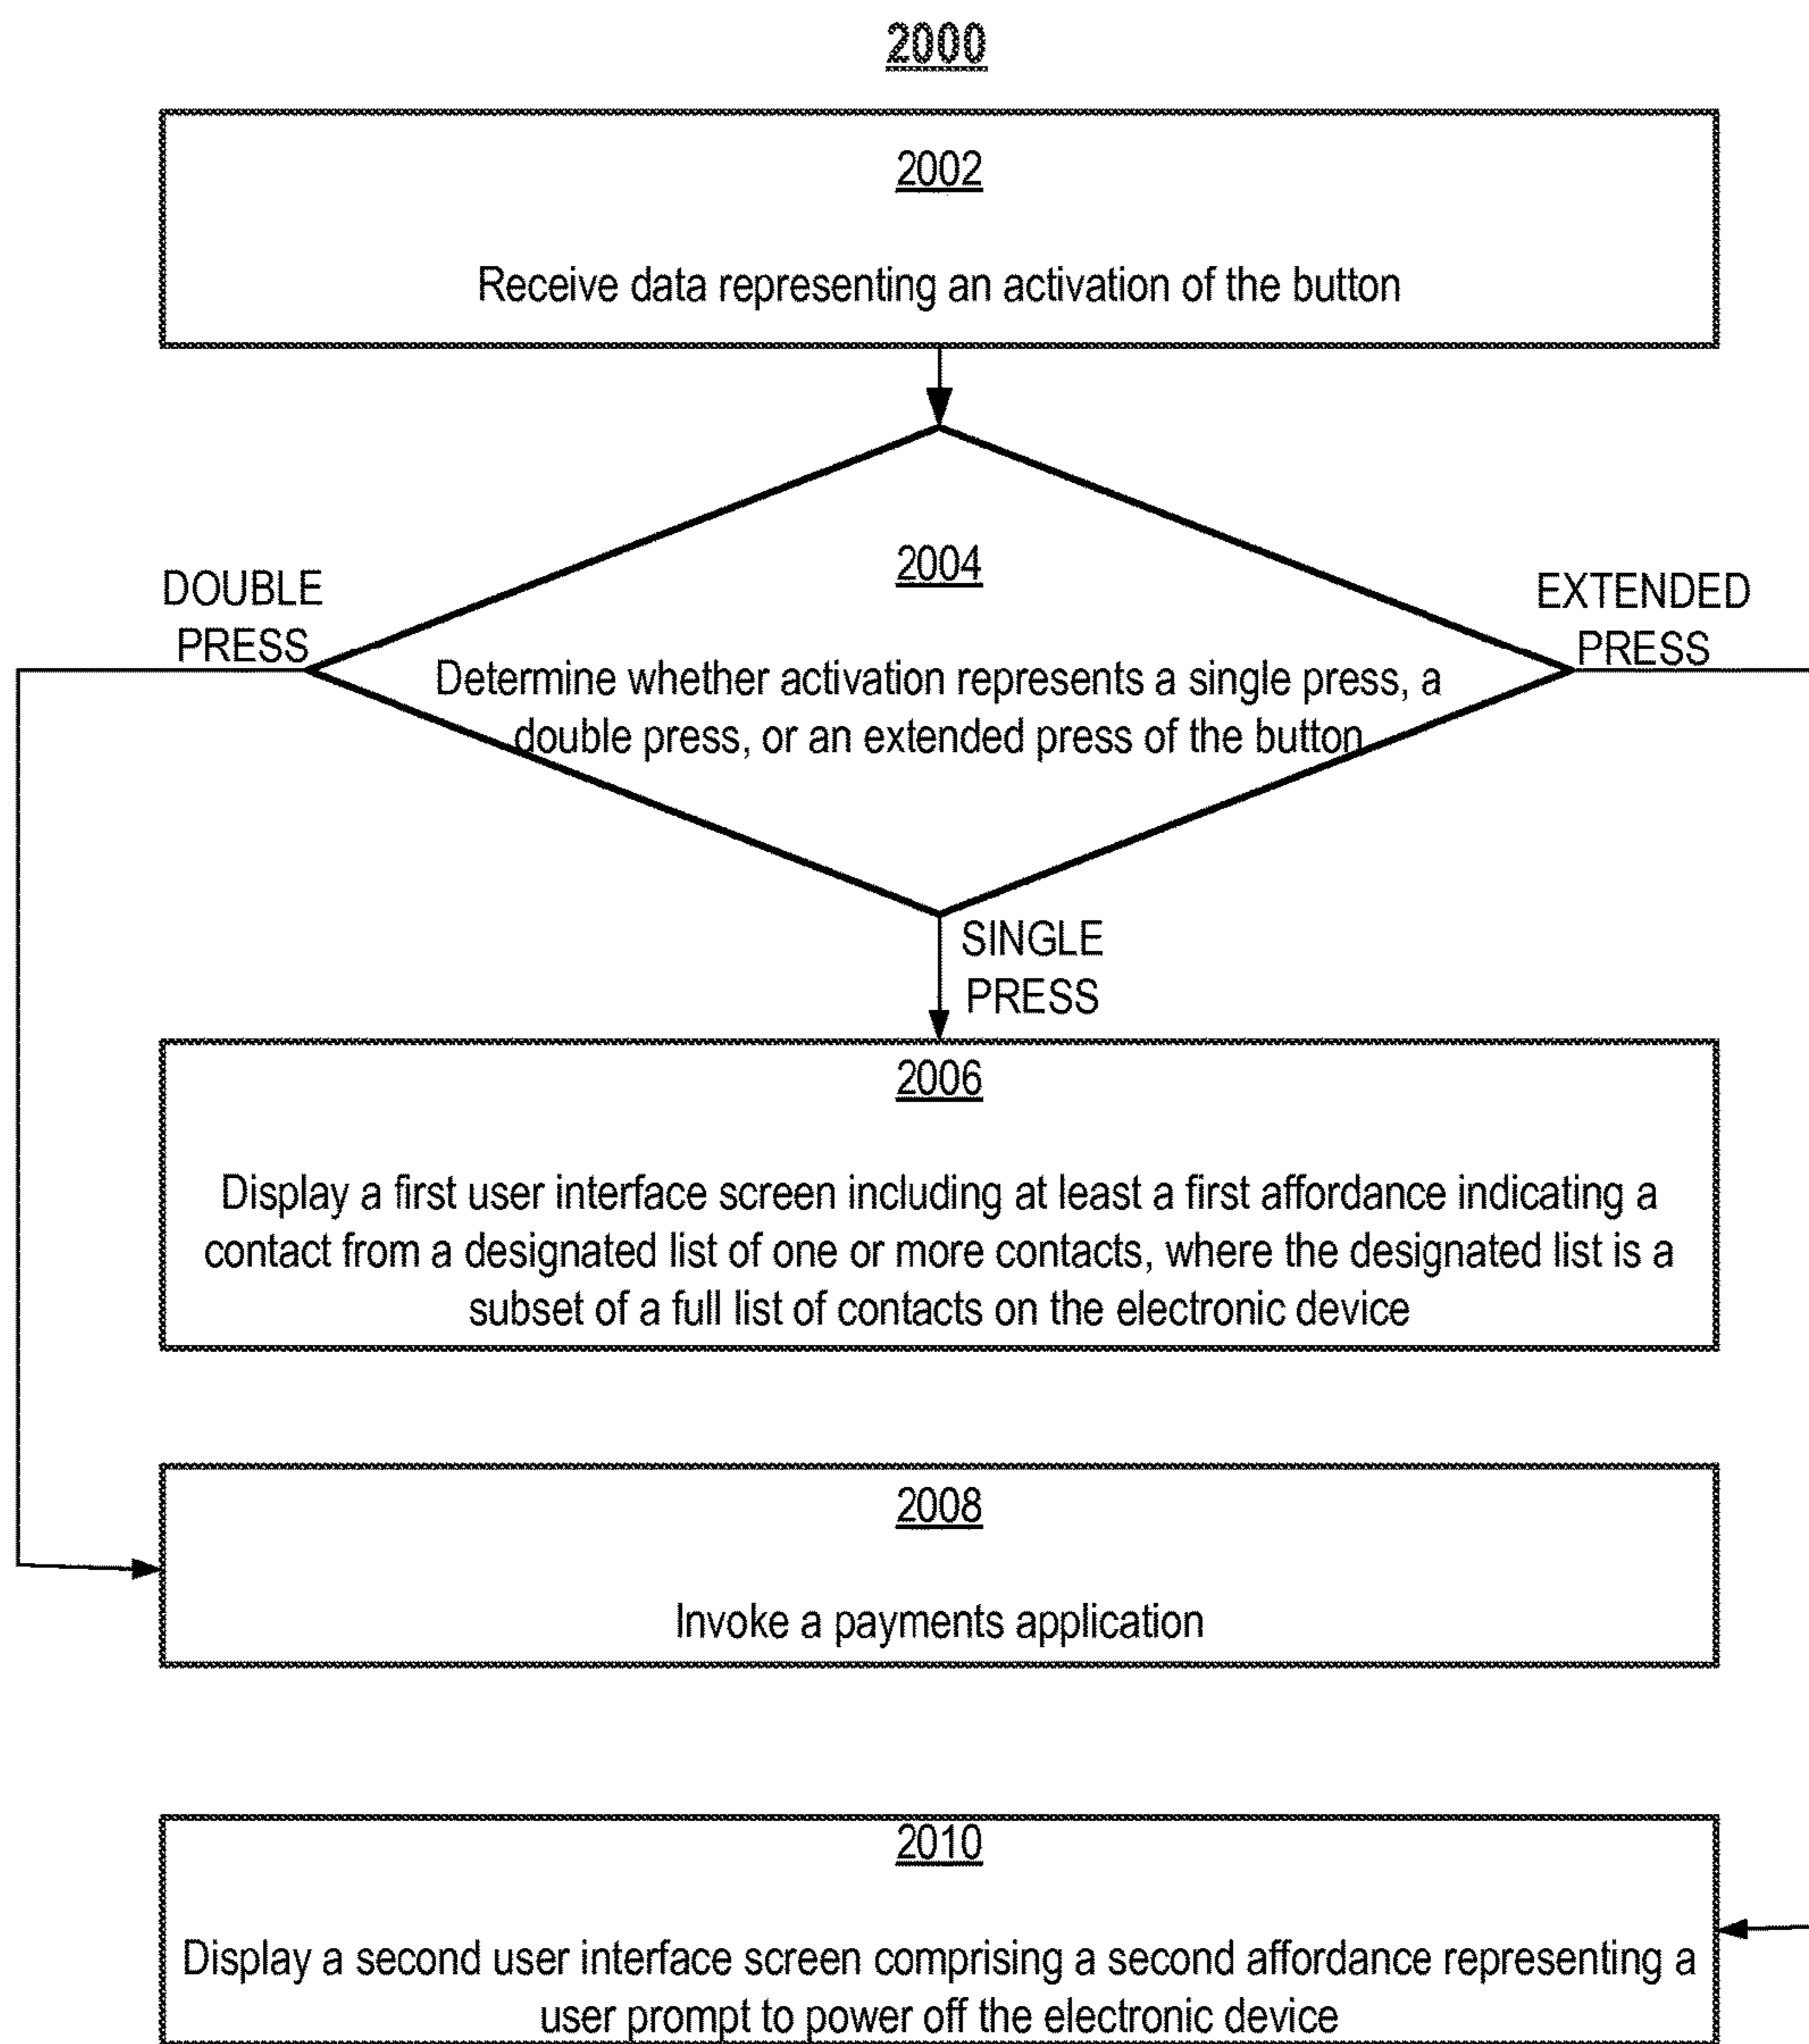 2000
2002
Receive data representing an activation of the button
2004
DOUBLE
PRESS
EXTENDED
PRESS
Determine whether activation represents a single press, a
double press, or an extended press of the button
SINGLE
PRESS
2006
Display a first user interface screen including at least a first affordance indicating a
contact from a designated list of one or more contacts, where the designated list is a
subset of a full list of contacts on the electronic device
2008
Invoke a payments application
2010
Display a second user interface screen comprising a second affordance representing a
user prompt to power off the electronic device